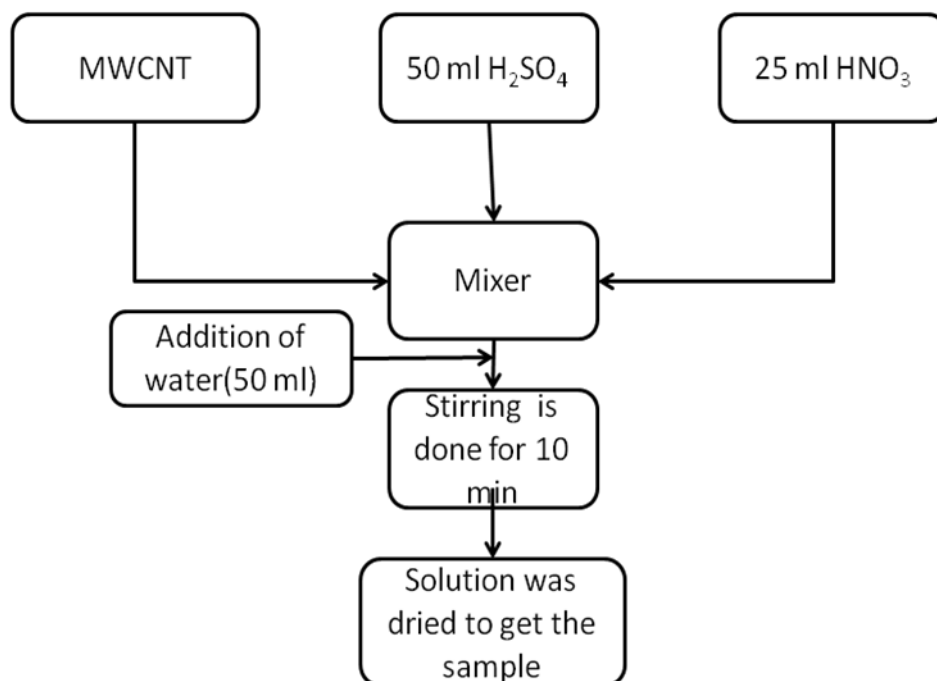 MWCNT
50 ml H₂SO₄
25 ml HNO₃
Mixer
Addition of
water(50 ml)
Stirring is
done for 10
min
Solution was
dried to get the
sample